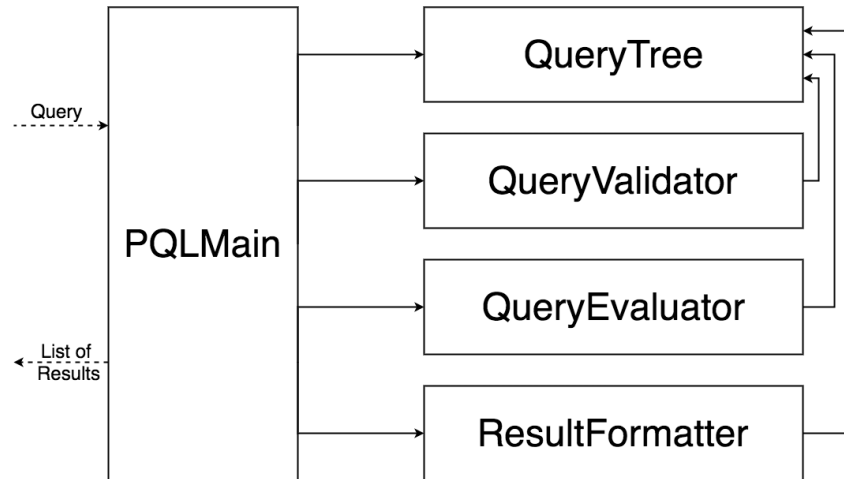 QueryTree
Query
QueryValidator
PQLMain
QueryEvaluator
List of
Results
ResultFormatter